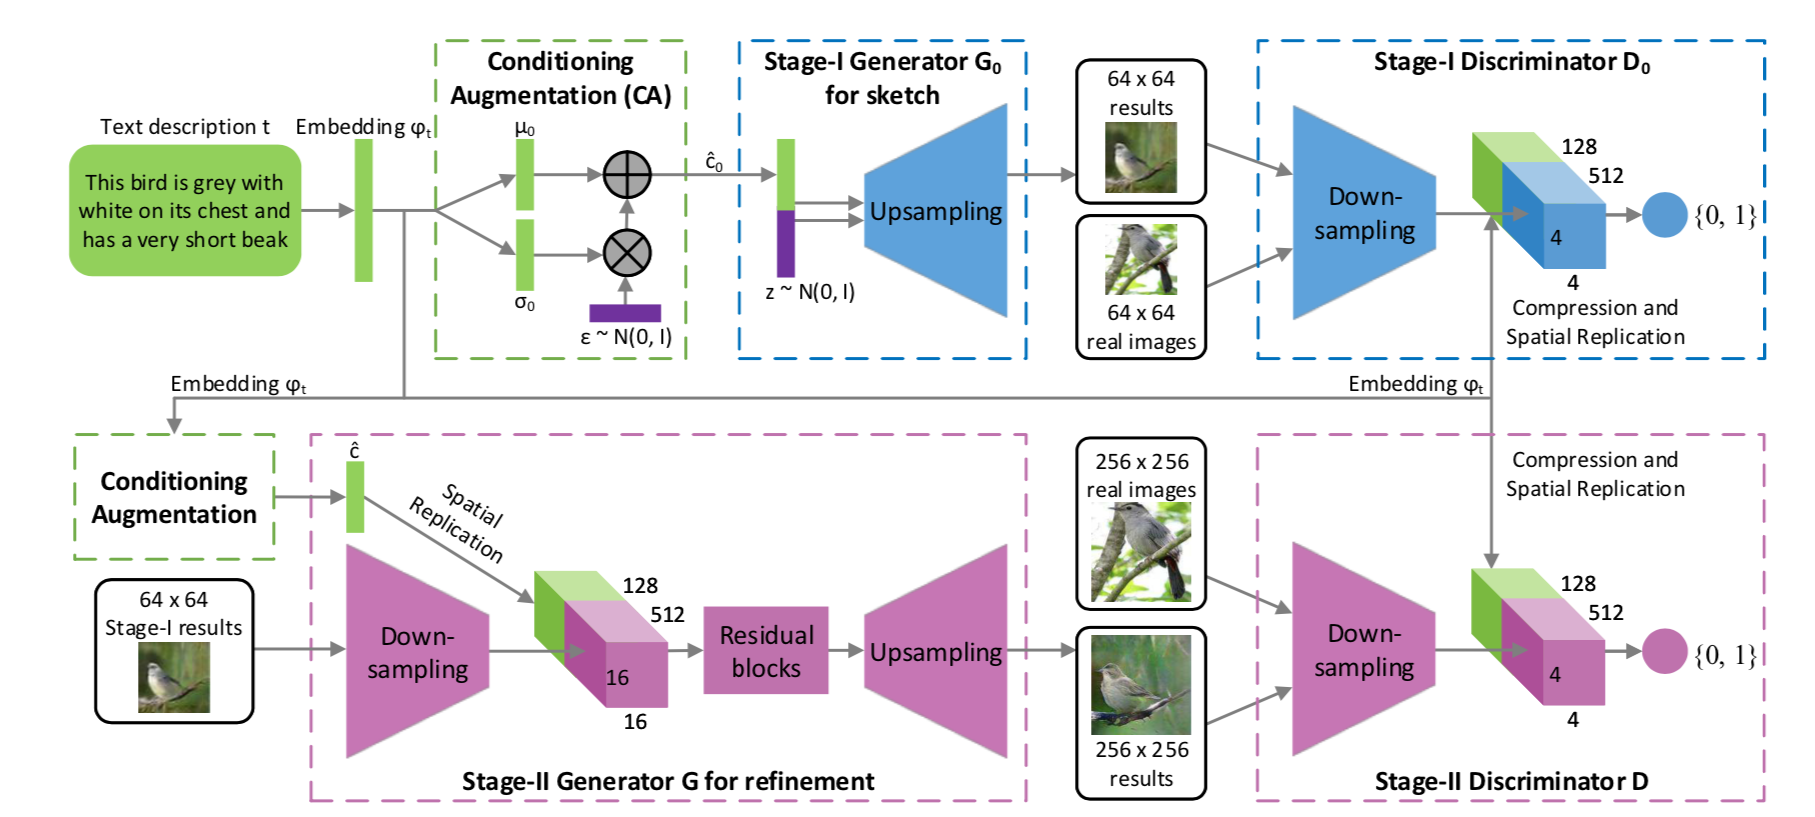 Text description t
This bird is grey with
white on its chest and
has a very short beak
Embedding φt
Conditioning
Augmentation (CA)
μ0
σ0
ε ~ N(0, I)
ĉ0
Stage-I Generator G0
for sketch
z ~ N(0, I)
Upsampling
64 x 64
results
64 x 64
real images
Stage-I Discriminator D0
Down-
sampling
128
512
4
4
{0, 1}
Compression and
Spatial Replication
Embedding φt
Embedding φt
Conditioning
Augmentation
64 x 64
Stage-I results
ĉ
Spatial
Replication
Down-
sampling
128
512
16
16
Residual
blocks
Upsampling
Stage-II Generator G for refinement
256 x 256
real images
256 x 256
results
Compression and
Spatial Replication
Down-
sampling
128
512
4
4
{0, 1}
Stage-II Discriminator D